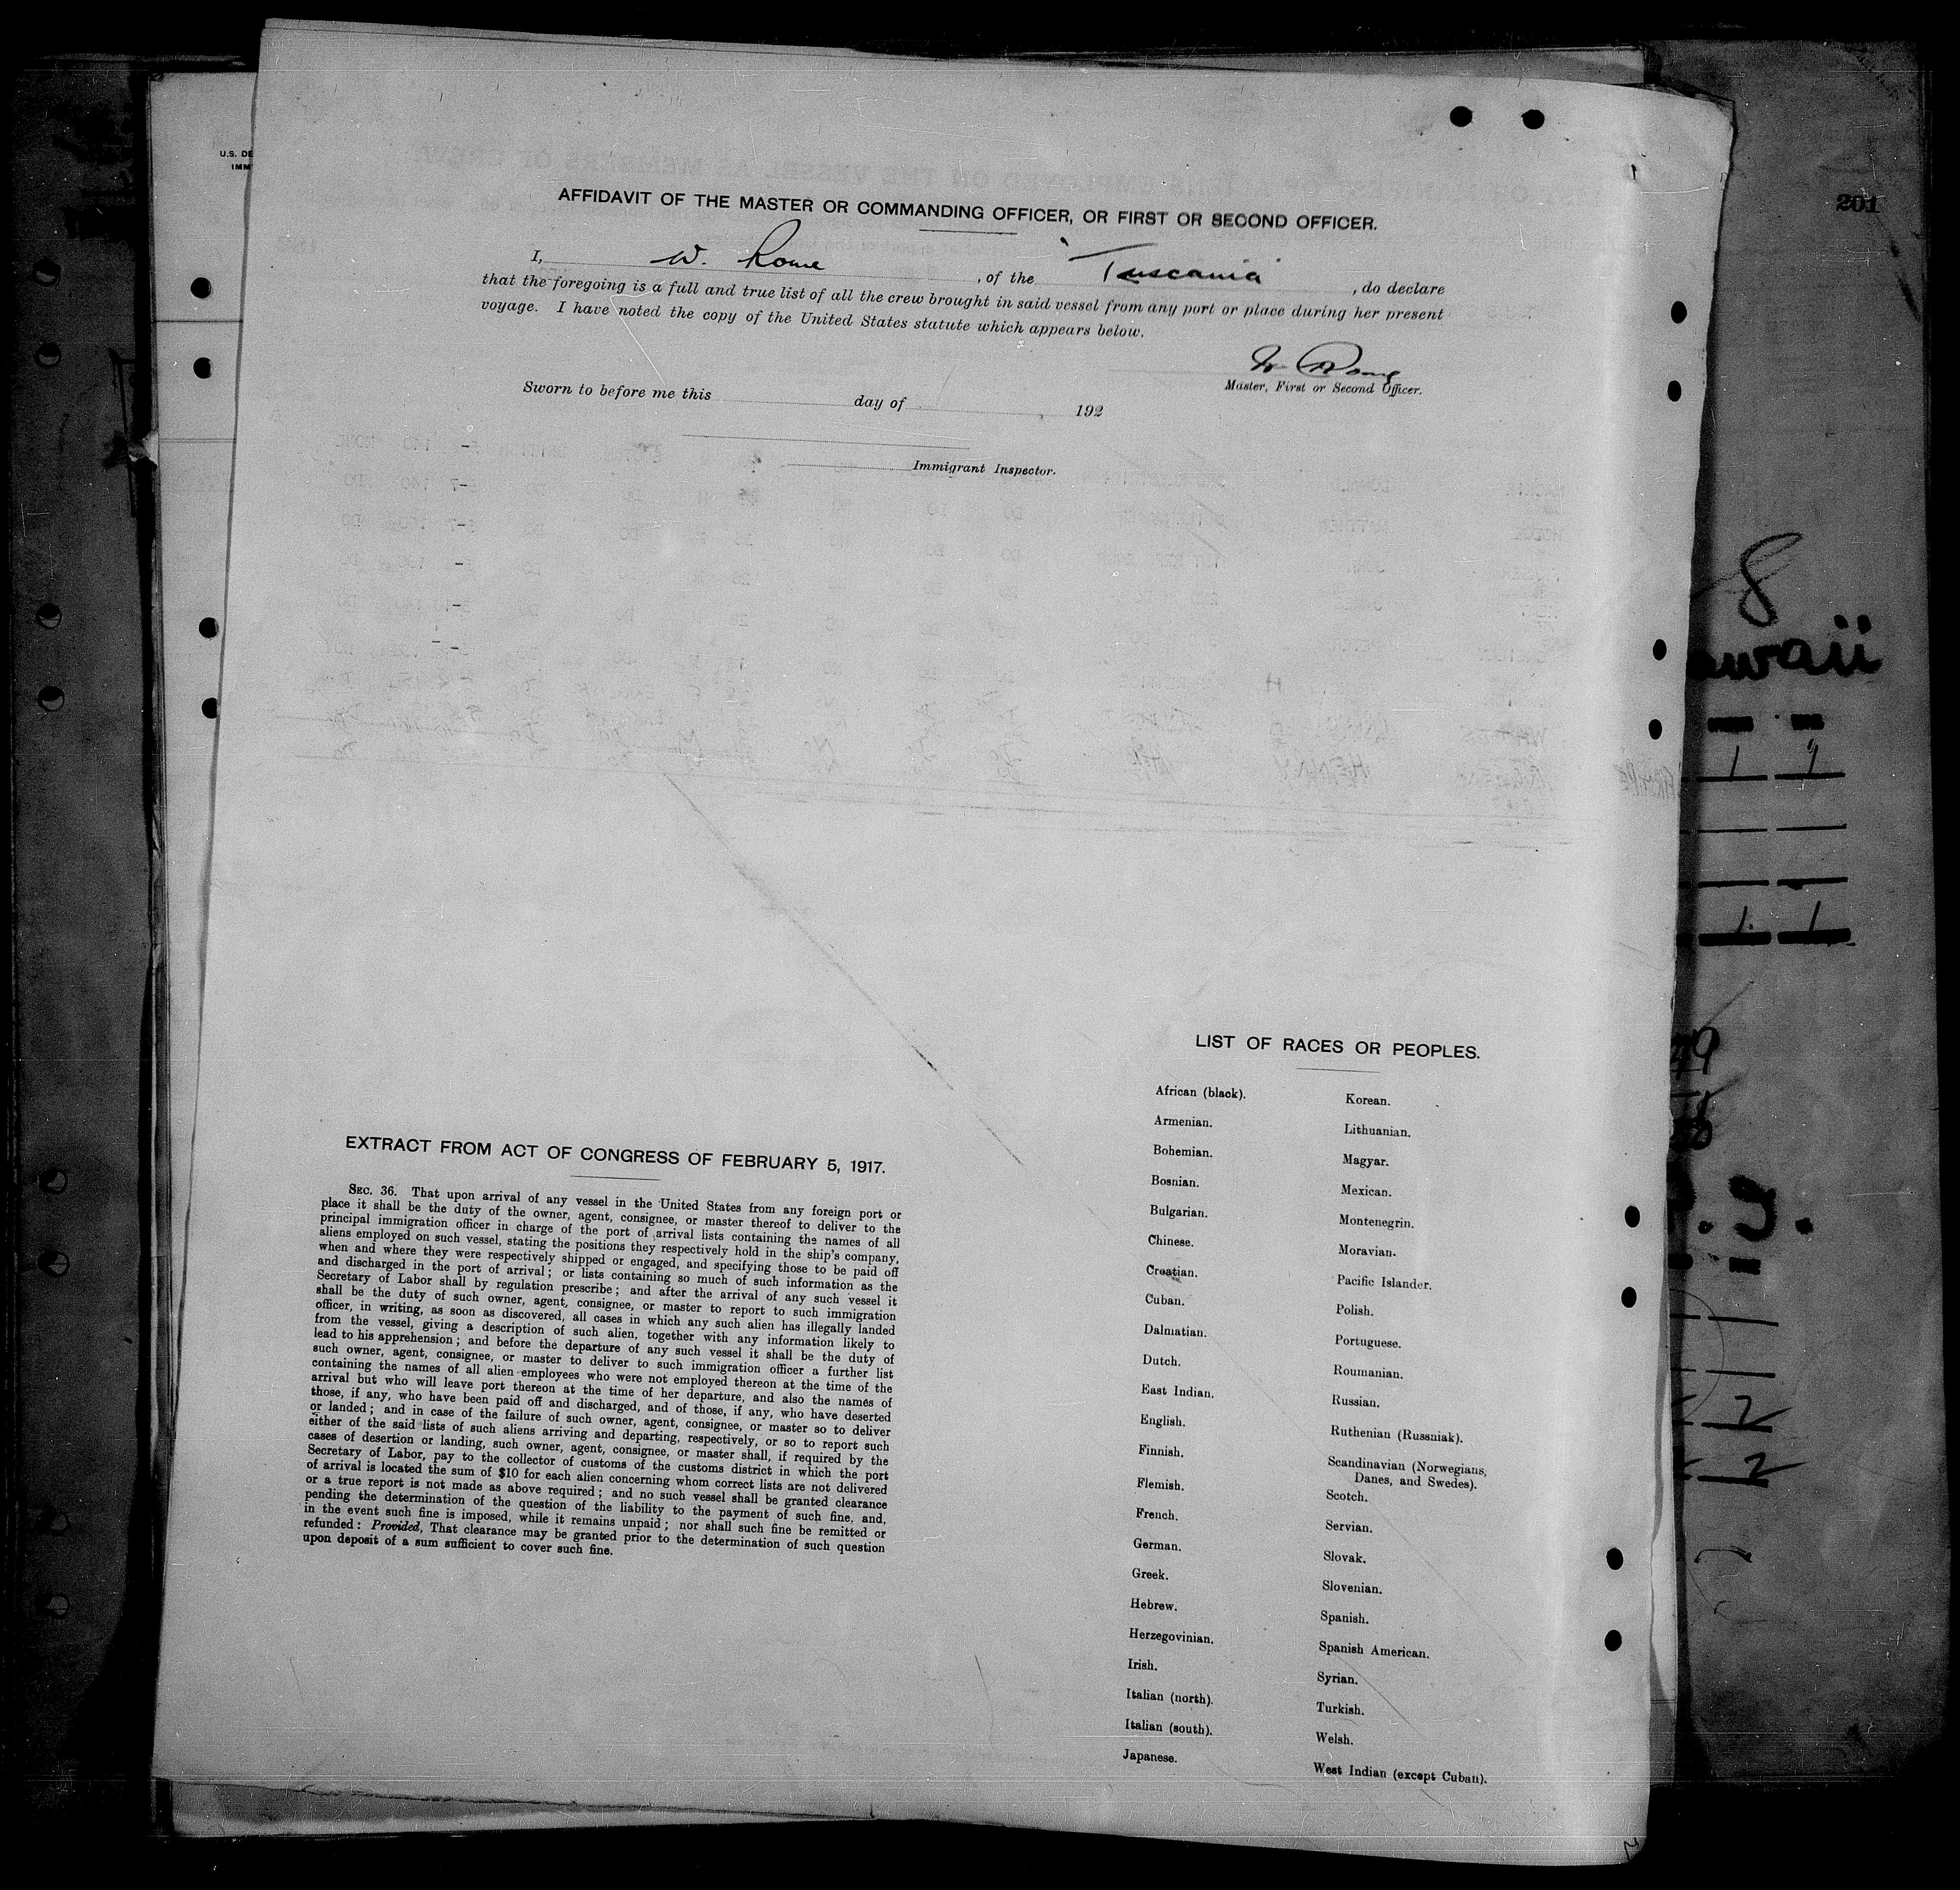 U.S. DE
IMM
201
AFFIDAVIT OF THE MASTER OR COMMANDING OFFICER, OR FIRST OR SECOND OFFICER.
I, W. Rome , of the "Tuscania" , do declare
that the foregoing is a full and true list of all the crew brought in said vessel from any port or place during her present
voyage. I have noted the copy of the United States statute which appears below.
W Rome
Master, First or Second Officer.
Sworn to before me this day of , 192
Immigrant Inspector.
8
awaii
LIST OF RACES OR PEOPLES.
African (black).
Armenian.
Bohemian.
Bosnian.
Bulgarian.
Chinese.
Croatian.
Cuban.
Dalmatian.
Dutch.
East Indian.
English.
Finnish.
Flemish.
French.
German.
Greek.
Hebrew.
Herzegovinian.
Irish.
Italian (north).
Italian (south).
Japanese.
Korean.
Lithuanian.
Magyar.
Mexican.
Montenegrin.
Moravian.
Pacific Islander.
Polish.
Portuguese.
Roumanian.
Russian.
Ruthenian (Russniak).
Scandinavian (Norwegians,
Danes, and Swedes).
Scotch.
Servian.
Slovak.
Slovenian.
Spanish.
Spanish American.
Syrian.
Turkish.
Welsh.
West Indian (except Cuban).
EXTRACT FROM ACT OF CONGRESS OF FEBRUARY 5, 1917.
SEC. 36. That upon arrival of any vessel in the United States from any foreign port or
place it shall be the duty of the owner, agent, consignee, or master thereof to deliver to the
principal immigration officer in charge of the port of arrival lists containing the names of all
aliens employed on such vessel, stating the positions they respectively hold in the ship's company,
when and where they were respectively shipped or engaged, and specifying those to be paid off
and discharged in the port of arrival; or lists containing so much of such information as the
Secretary of Labor shall by regulation prescribe; and after the arrival of any such vessel it
shall be the duty of such owner, agent, consignee, or master to report to such immigration
officer, in writing, as soon as discovered, all cases in which any such alien has illegally landed
from the vessel, giving a description of such alien, together with any information likely to
lead to his apprehension; and before the departure of any such vessel it shall be the duty of
such owner, agent, consignee, or master to deliver to such immigration officer a further list
containing the names of all alien employees who were not employed thereon at the time of the
arrival but who will leave port thereon at the time of her departure, and also the names of
those, if any, who have been paid off and discharged, and of those, if any, who have deserted
or landed; and in case of the failure of such owner, agent, consignee, or master so to deliver
either of the said lists of such aliens arriving and departing, respectively, or so to report such
cases of desertion or landing, such owner, agent, consignee, or master shall, if required by the
Secretary of Labor, pay to the collector of customs of the customs district in which the port
of arrival is located the sum of $10 for each alien concerning whom correct lists are not delivered
or a true report is not made as above required; and no such vessel shall be granted clearance
pending the determination of the question of the liability to the payment of such fine, and,
in the event such fine is imposed, while it remains unpaid; nor shall such fine be remitted or
refunded: Provided, That clearance may be granted prior to the determination of such question
upon deposit of a sum sufficient to cover such fine.